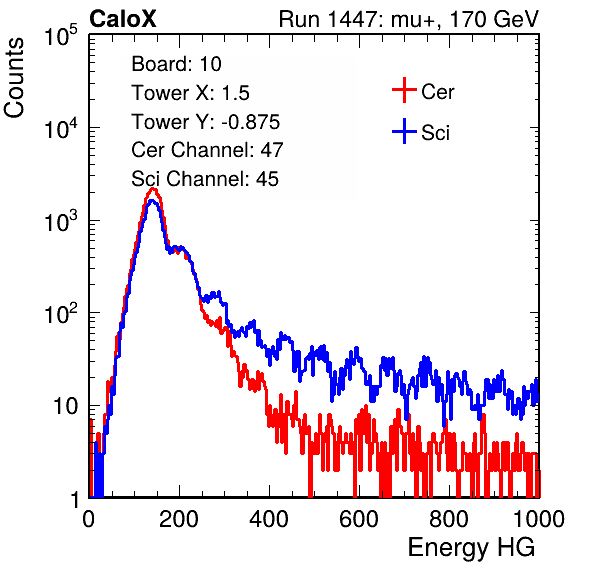 CaloX Run 1447: mu+, 170 GeV
Counts
Board: 10
Tower X: 1.5
Tower Y: -0.875
Cer Channel: 47
Sci Channel: 45
Cer
Sci
10^5
10^4
10^3
10^2
10
1
0 200 400 600 800 1000
Energy HG